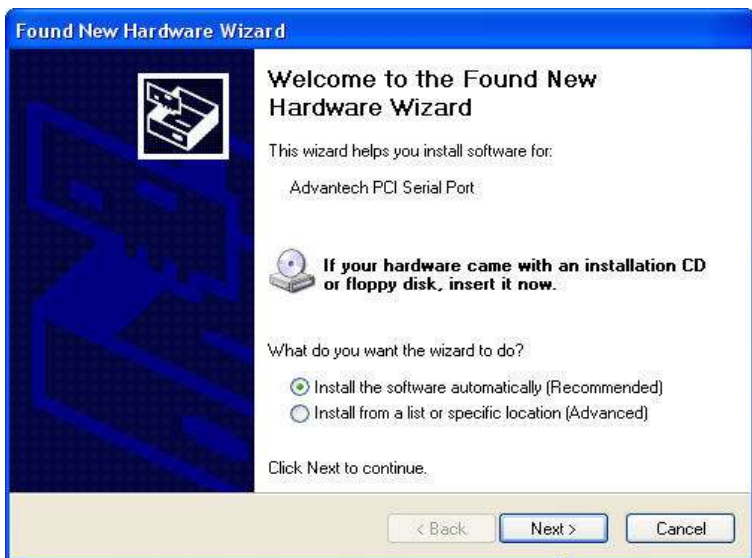 Found New Hardware Wizard
Welcome to the Found New
Hardware Wizard
This wizard helps you install software for:
Advantech PCI Serial Port
If your hardware came with an installation CD
or floppy disk, insert it now.
What do you want the wizard to do?
Install the software automatically (Recommended)
Install from a list or specific location (Advanced)
Click Next to continue.
< Back
Next >
Cancel